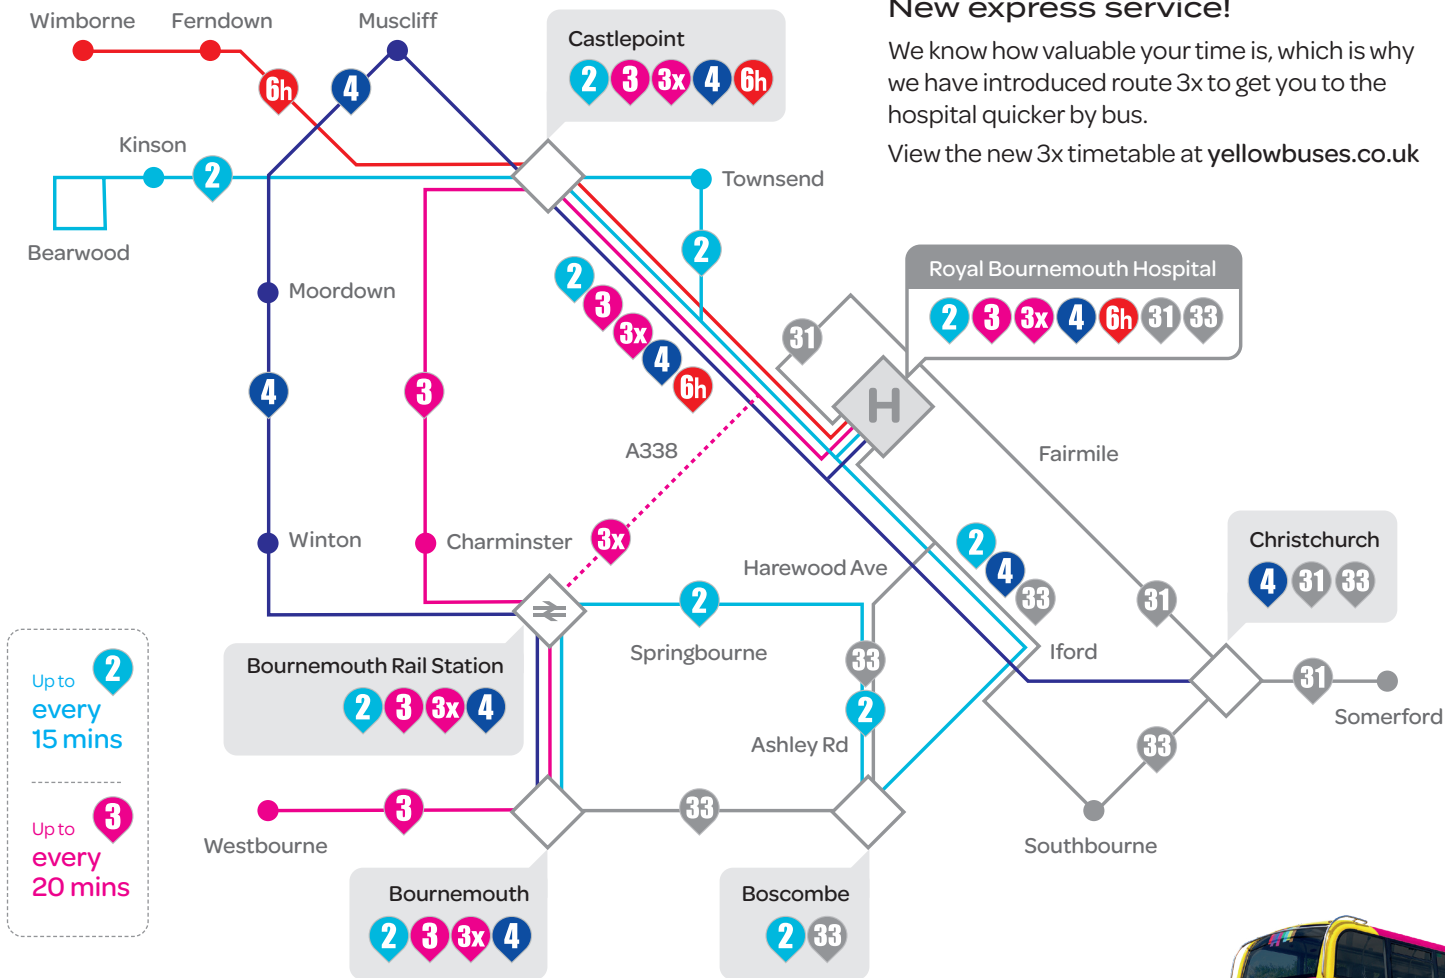 New express service!
We know how valuable your time is, which is why
we have introduced route 3x to get you to the
hospital quicker by bus.
View the new 3x timetable at yellowbuses.co.uk
Wimborne
Ferndown
Muscliff
6h
4
Castlepoint
2 3 3x 4 6h
Kinson
2
Bearwood
Townsend
2
Moordown
2
3
3x
4
6h
Royal Bournemouth Hospital
2 3 3x 4 6h 31 33
31
H
4
3
A338
Fairmile
Winton
Charminster
3x
Harewood Ave
2
4
33
Christchurch
4 31 33
31
2
Springbourne
33
2
Iford
31
Somerford
Bournemouth Rail Station
2 3 3x 4
Up to
2
every
15 mins
Up to
3
every
20 mins
Ashley Rd
33
Westbourne
3
33
Southbourne
Bournemouth
2 3 3x 4
Boscombe
2 33